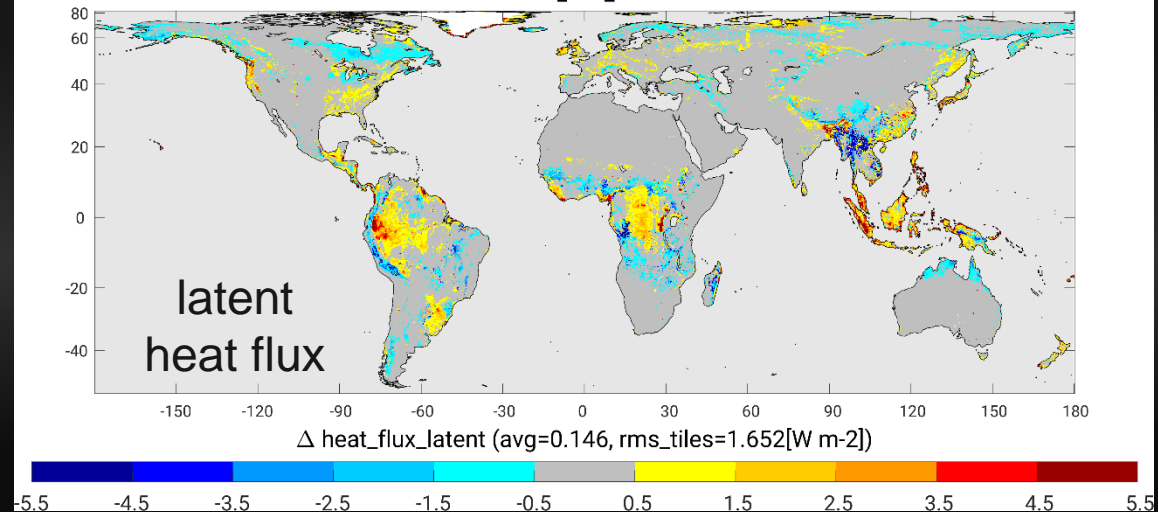 80
60
40
20
0
-20
-40
latent
heat flux
-150 -120 -90 -60 -30 0 30 60 90 120 150 180
Δ heat_flux_latent (avg=0.146, rms_tiles=1.652[W m-2])
-5.5 -4.5 -3.5 -2.5 -1.5 -0.5 0.5 1.5 2.5 3.5 4.5 5.5